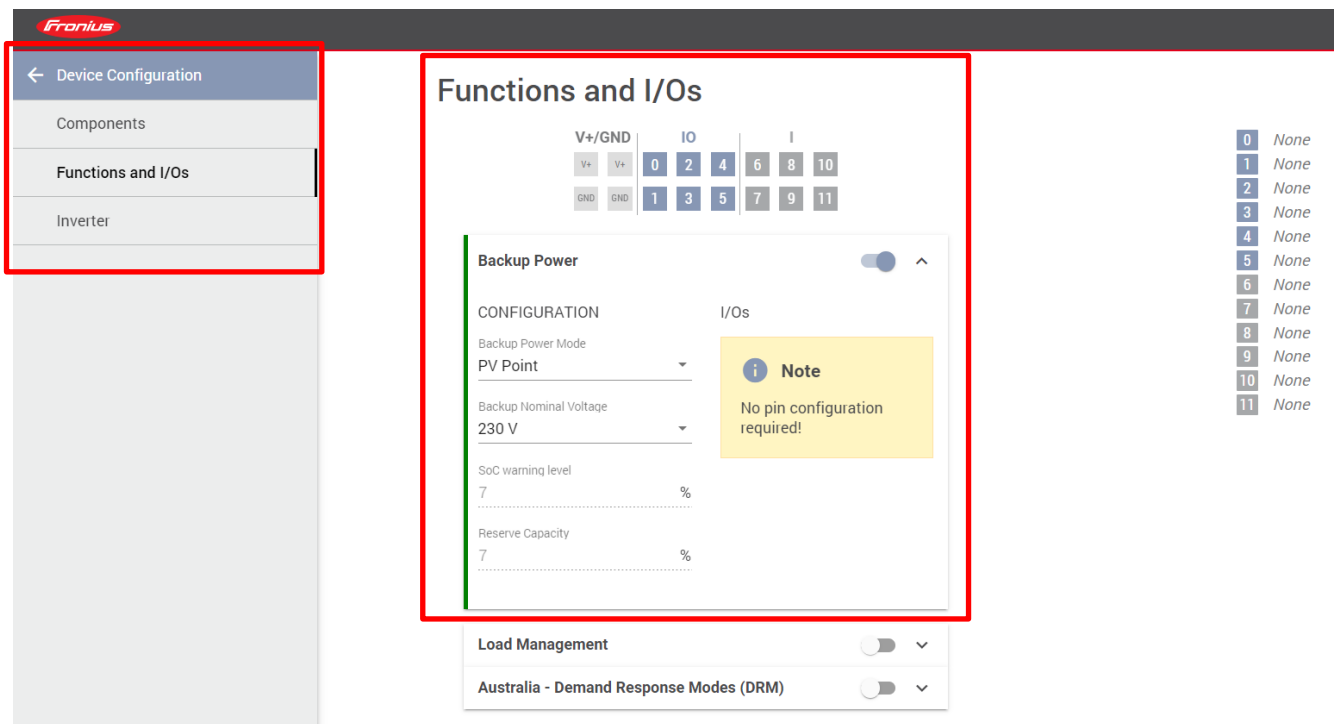 Fronius
Device Configuration
Components
Functions and I/Os
Inverter
Functions and I/Os
V+/GND IO I
V+ V+ 0 2 4 6 8 10
GND GND 1 3 5 7 9 11
Backup Power
CONFIGURATION
Backup Power Mode
PV Point
Backup Nominal Voltage
230 V
SoC warning level
7 %
Reserve Capacity
7 %
I/Os
i Note
No pin configuration
required!
Load Management
Australia - Demand Response Modes (DRM)
0 None
1 None
2 None
3 None
4 None
5 None
6 None
7 None
8 None
9 None
10 None
11 None